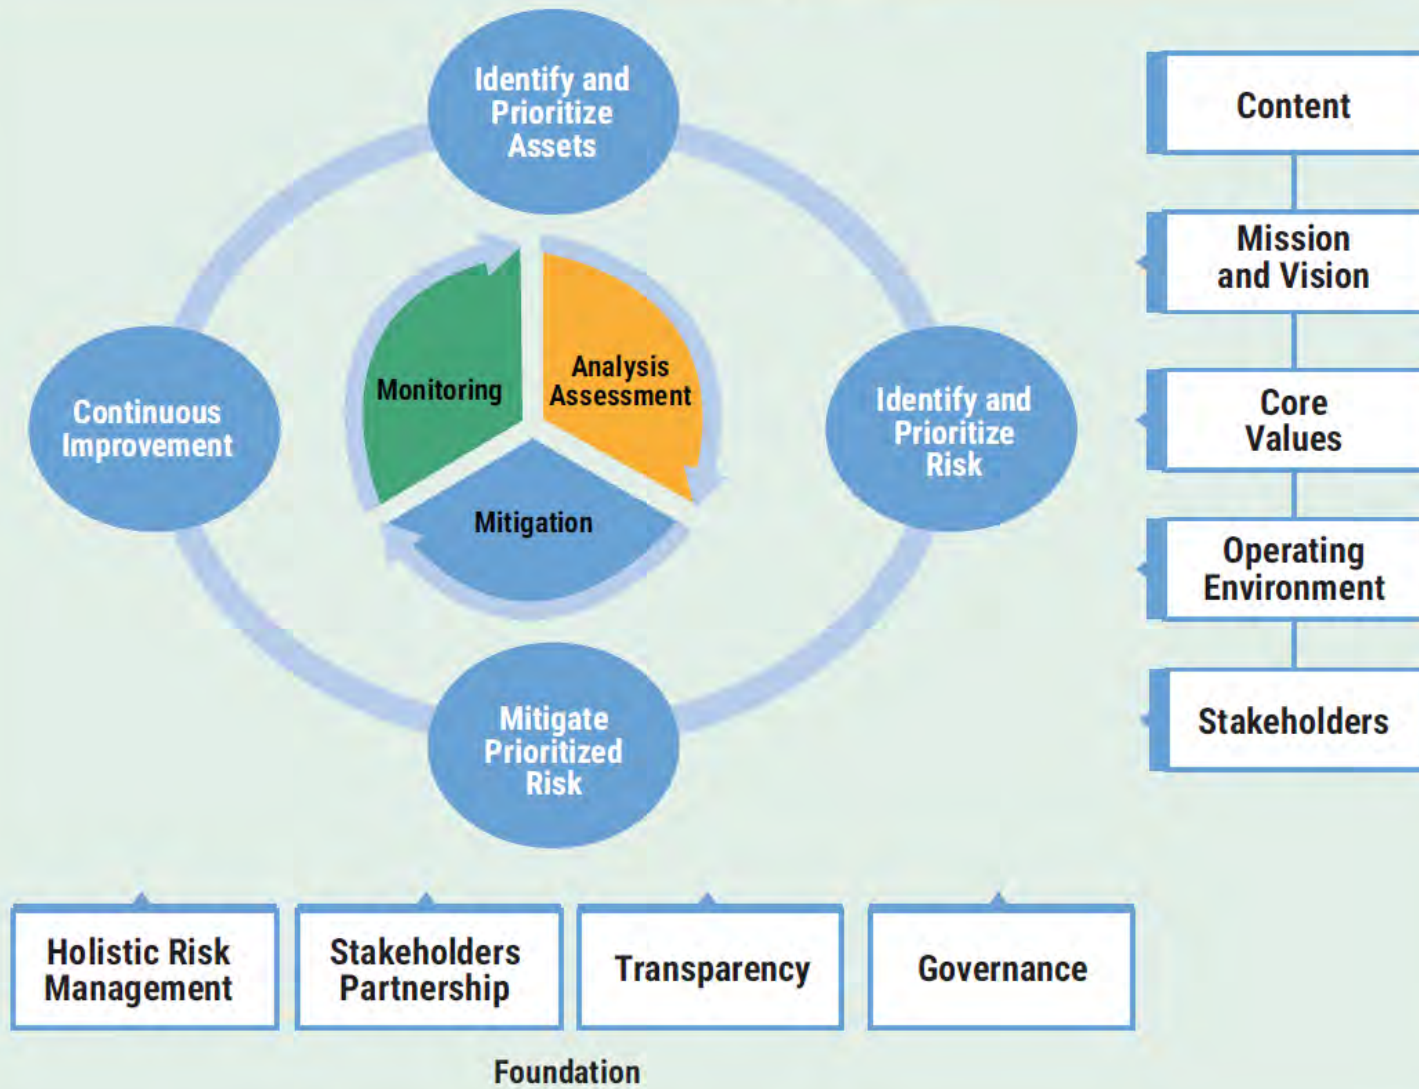 Identify and
Prioritize
Assets
Continuous
Improvement
Monitoring
Analysis
Assessment
Mitigation
Identify and
Prioritize
Risk
Mitigate
Prioritized
Risk
Content
Mission
and Vision
Core
Values
Operating
Environment
Stakeholders
Holistic Risk
Management
Stakeholders
Partnership
Transparency
Governance
Foundation